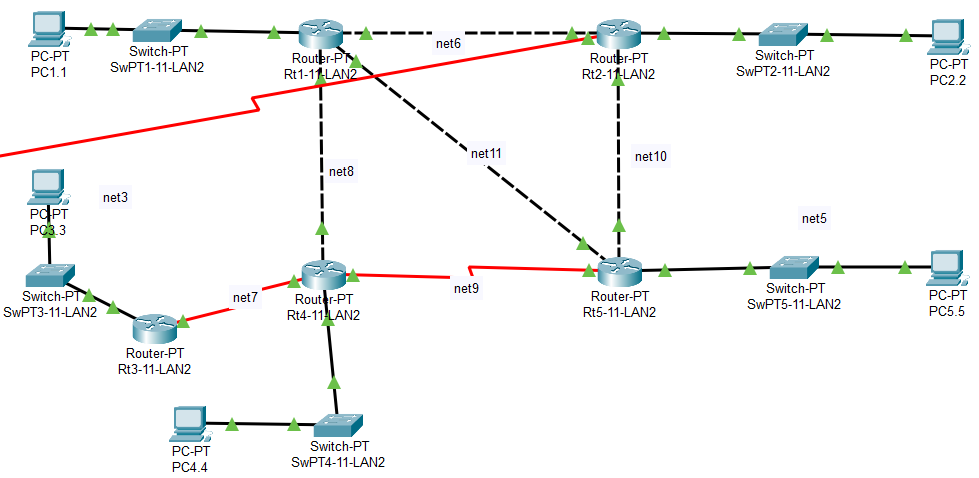 PC-PT
PC1.1
Switch-PT
SwPT1-11-LAN2
Router-PT
Rt1-11-LAN2
net6
Router-PT
Rt2-11-LAN2
Switch-PT
SwPT2-11-LAN2
PC-PT
PC2.2
net11
net10
net8
net3
PC-PT
PC3.3
net5
Switch-PT
SwPT3-11-LAN2
net7
Router-PT
Rt4-11-LAN2
net9
Router-PT
Rt5-11-LAN2
Switch-PT
SwPT5-11-LAN2
PC-PT
PC5.5
Router-PT
Rt3-11-LAN2
PC-PT
PC4.4
Switch-PT
SwPT4-11-LAN2